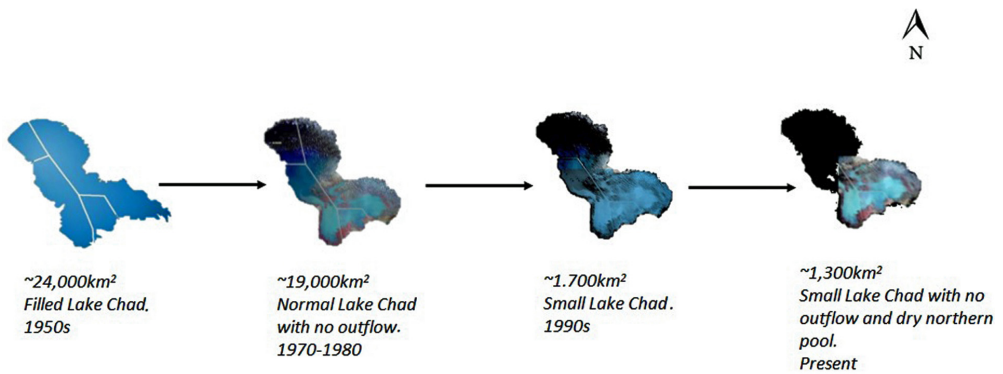 N
~24,000km²
Filled Lake Chad.
1950s
~19,000km²
Normal Lake Chad
with no outflow.
1970-1980
~1.700km²
Small Lake Chad.
1990s
~1,300km²
Small Lake Chad with no
outflow and dry northern
pool.
Present